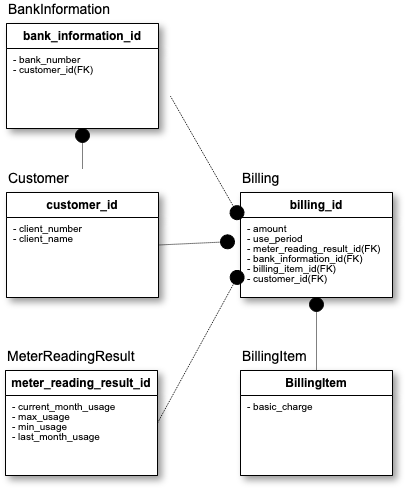 BankInformation
bank_information_id
- bank_number
- customer_id(FK)
Customer
customer_id
- client_number
- client_name
Billing
billing_id
- amount
- use_period
- meter_reading_result_id(FK)
- bank_information_id(FK)
- billing_item_id(FK)
- customer_id(FK)
MeterReadingResult
meter_reading_result_id
- current_month_usage
- max_usage
- min_usage
- last_month_usage
BillingItem
BillingItem
- basic_charge